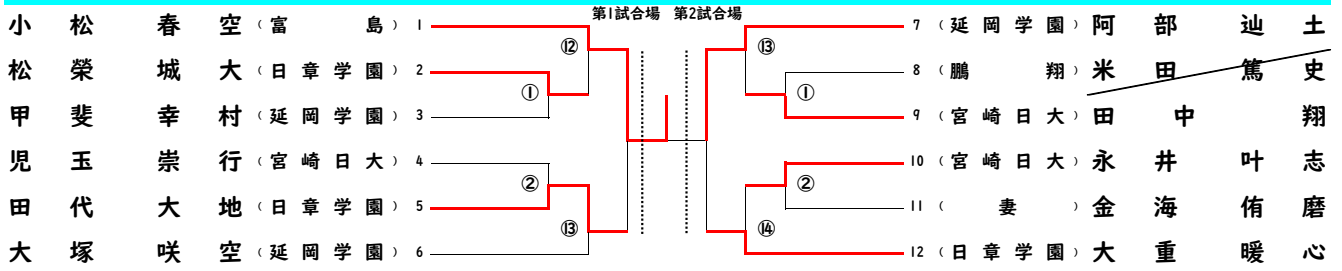 第1試合場 第2試合場
小松 春空 (富島) 1
⑫
松榮 城大 (日章学園) 2
①
甲斐 幸村 (延岡学園) 3
児玉 崇行 (宮崎日大) 4
②
田代 大地 (日章学園) 5
⑬
大塚 咲空 (延岡学園) 6
7 (延岡学園) 阿部 辿土
⑬
8 (鵬翔) 米田 篤史
①
9 (宮崎日大) 田中 翔
10 (宮崎日大) 永井 叶志
②
11 (妻) 金海 侑磨
⑭
12 (日章学園) 大重 暖心